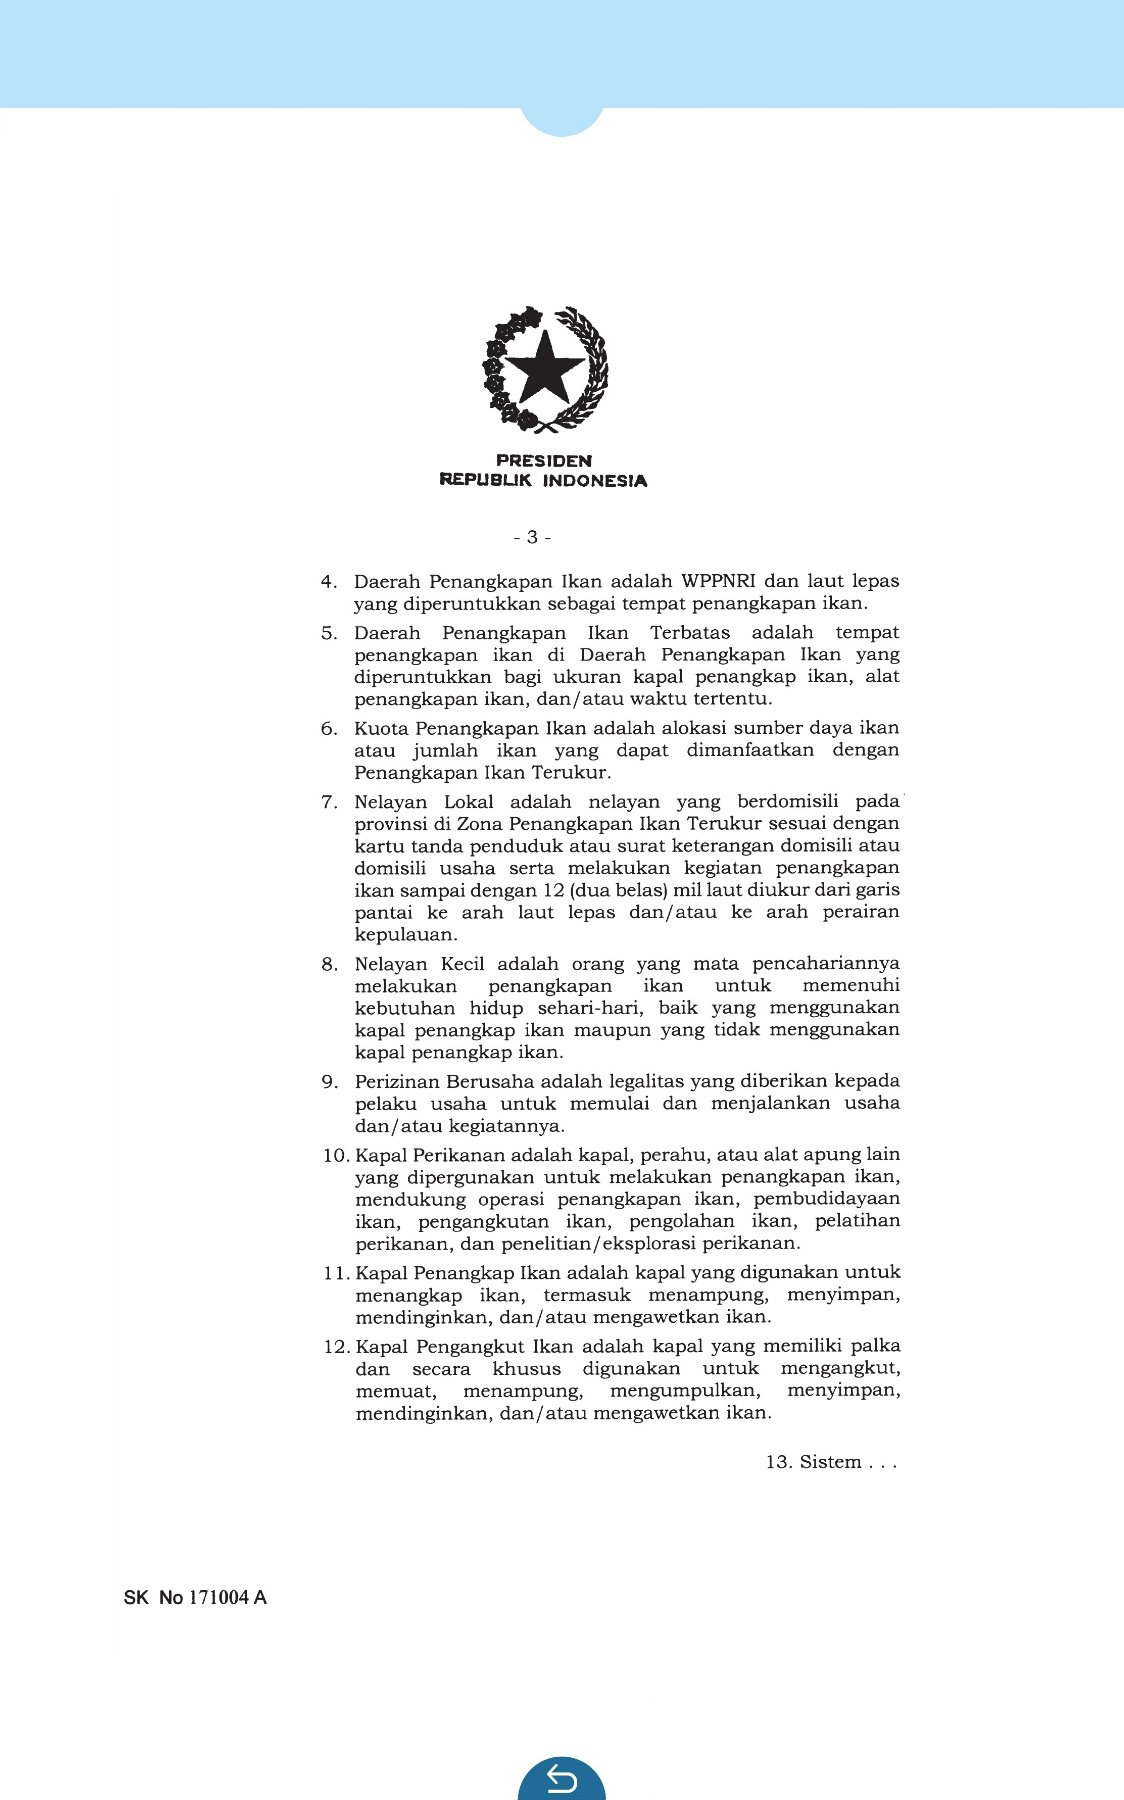 PRESIDEN
REPUBLIK INDONESIA
- 3 -
4. Daerah Penangkapan Ikan adalah WPPNRI dan laut lepas
yang diperuntukkan sebagai tempat penangkapan ikan.
5. Daerah Penangkapan Ikan Terbatas adalah tempat
penangkapan ikan di Daerah Penangkapan Ikan yang
diperuntukkan bagi ukuran kapal penangkap ikan, alat
penangkapan ikan, dan/atau waktu tertentu.
6. Kuota Penangkapan Ikan adalah alokasi sumber daya ikan
atau jumlah ikan yang dapat dimanfaatkan dengan
Penangkapan Ikan Terukur.
7. Nelayan Lokal adalah nelayan yang berdomisili pada
provinsi di Zona Penangkapan Ikan Terukur sesuai dengan
kartu tanda penduduk atau surat keterangan domisili atau
domisili usaha serta melakukan kegiatan penangkapan
ikan sampai dengan 12 (dua belas) mil laut diukur dari garis
pantai ke arah laut lepas dan/atau ke arah perairan
kepulauan.
8. Nelayan Kecil adalah orang yang mata pencahariannya
melakukan penangkapan ikan untuk memenuhi
kebutuhan hidup sehari-hari, baik yang menggunakan
kapal penangkap ikan maupun yang tidak menggunakan
kapal penangkap ikan.
9. Perizinan Berusaha adalah legalitas yang diberikan kepada
pelaku usaha untuk memulai dan menjalankan usaha
dan/atau kegiatannya.
10. Kapal Perikanan adalah kapal, perahu, atau alat apung lain
yang dipergunakan untuk melakukan penangkapan ikan,
mendukung operasi penangkapan ikan, pembudidayaan
ikan, pengangkutan ikan, pengolahan ikan, pelatihan
perikanan, dan penelitian/eksplorasi perikanan.
11. Kapal Penangkap Ikan adalah kapal yang digunakan untuk
menangkap ikan, termasuk menampung, menyimpan,
mendinginkan, dan/atau mengawetkan ikan.
12. Kapal Pengangkut Ikan adalah kapal yang memiliki palka
dan secara khusus digunakan untuk mengangkut,
memuat, menampung, mengumpulkan, menyimpan,
mendinginkan, dan/atau mengawetkan ikan.
13. Sistem . . .
SK No 171004 A